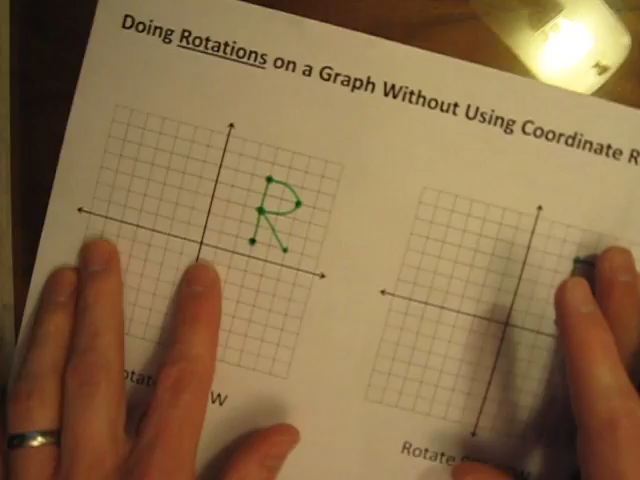 Doing Rotations on a Graph Without Using Coordinate R
R
Rotate